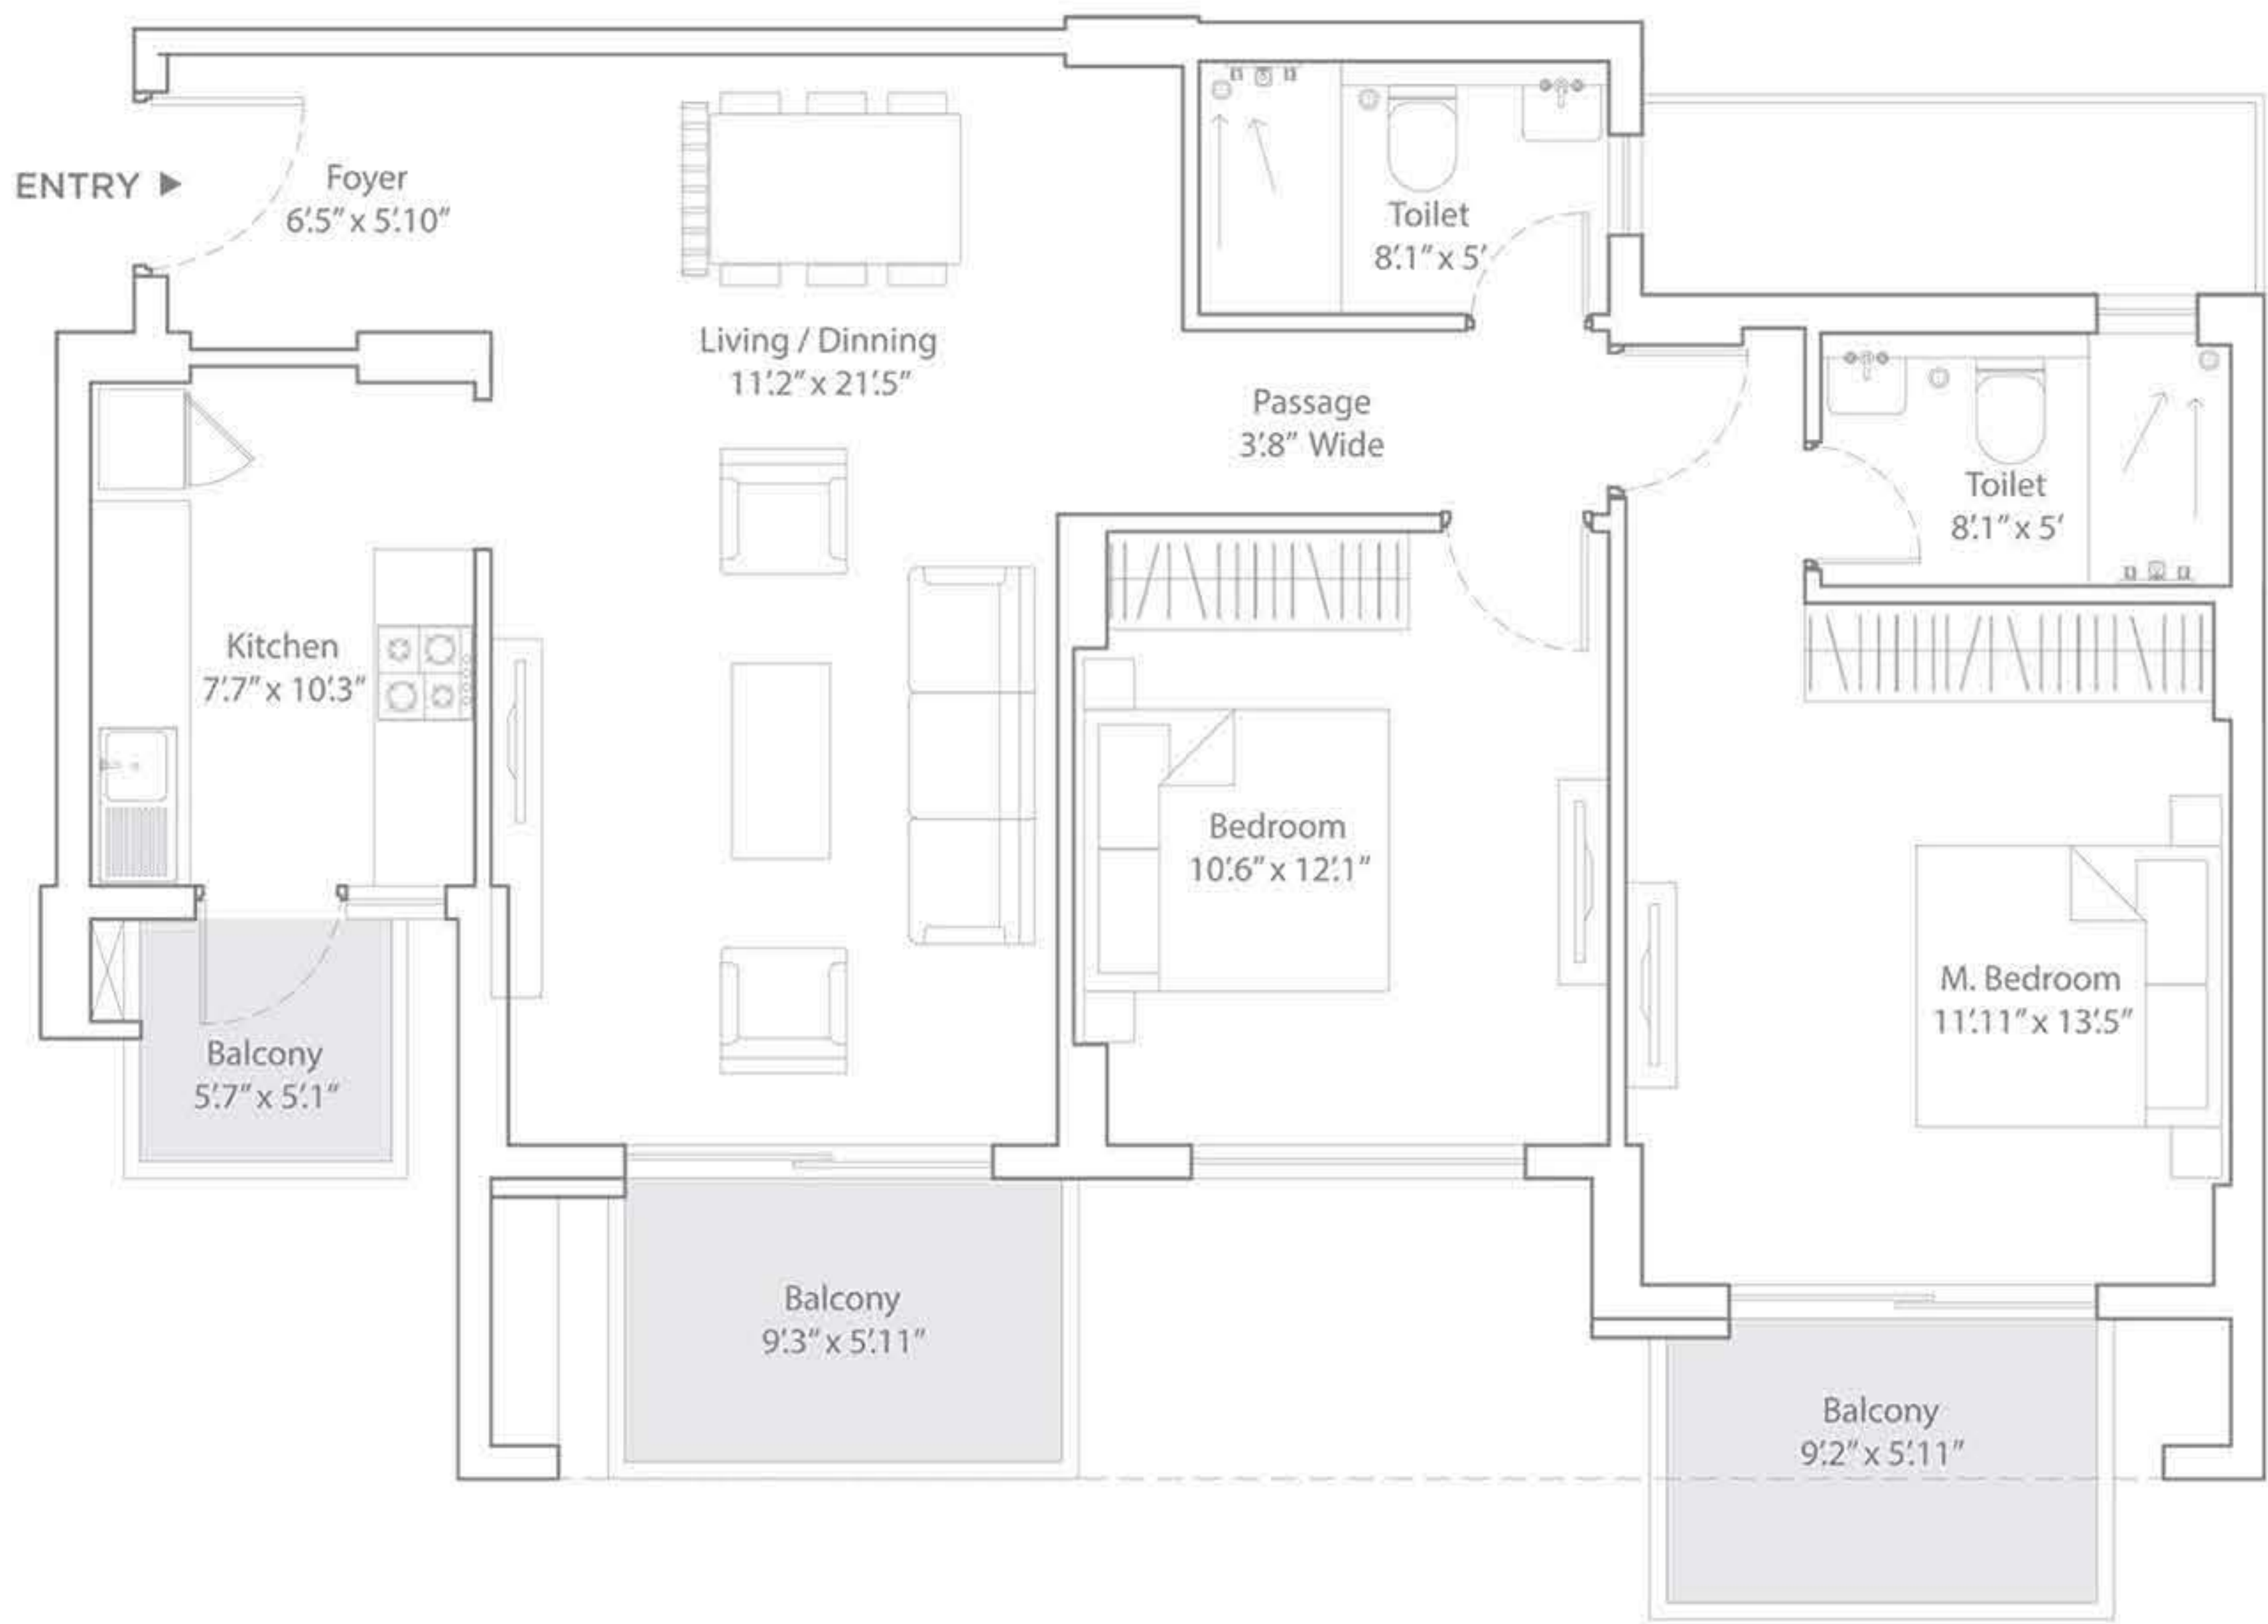 ENTRY
Foyer
6'.5" x 5'.10"
Living / Dinning
11'.2" x 21'.5"
Toilet
8'.1" x 5'
Passage
3'.8" Wide
Toilet
8'.1" x 5'
Kitchen
7'.7" x 10'.3"
Bedroom
10'.6" x 12'.1"
M. Bedroom
11'.11" x 13'.5"
Balcony
5'.7" x 5'.1"
Balcony
9'.3" x 5'.11"
Balcony
9'.2" x 5'.11"